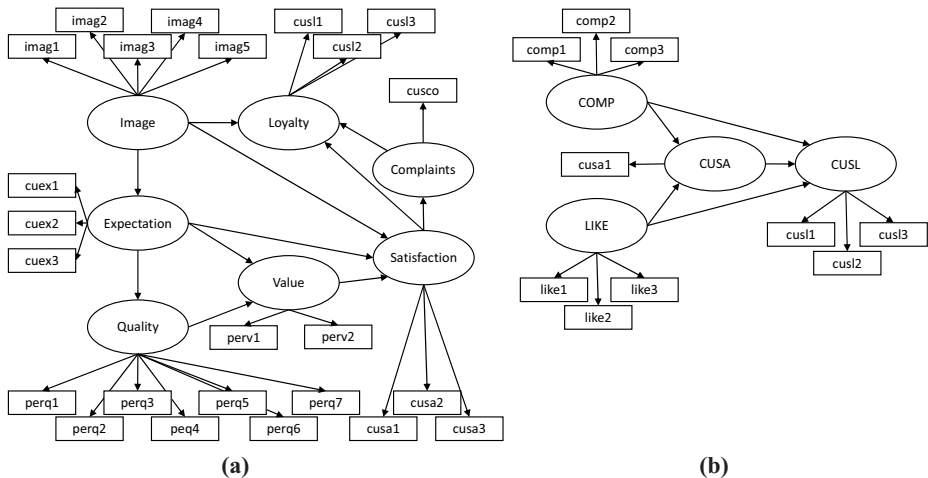 imag2
imag4
cusl1
cusl3
imag1
imag3
imag5
cusl2
cusco
Image
Loyalty
Complaints
cuex1
cuex2
cuex3
Expectation
Satisfaction
Value
Quality
perv1
perv2
perq1
perq3
perq5
perq7
cusa2
perq2
peq4
perq6
cusa1
cusa3
(a)
comp2
comp1
comp3
COMP
cusa1
CUSA
CUSL
LIKE
cusl1
cusl3
cusl2
like1
like3
like2
(b)